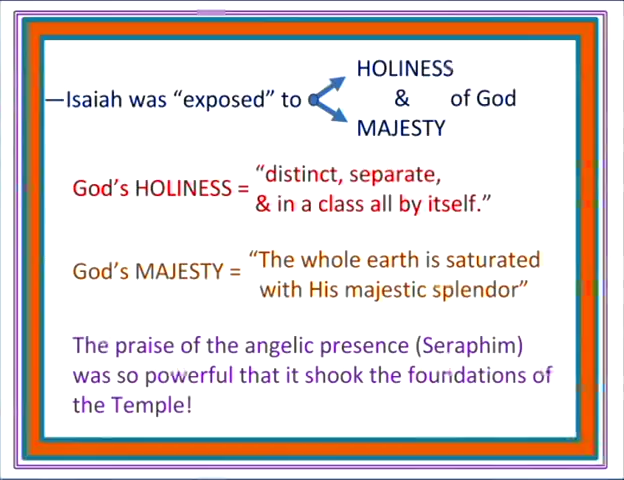 HOLINESS
—Isaiah was “exposed” to & of God
MAJESTY
God’s HOLINESS = “distinct, separate,
& in a class all by itself.”
God’s MAJESTY = “The whole earth is saturated
with His majestic splendor”
The praise of the angelic presence (Seraphim)
was so powerful that it shook the foundations of
the Temple!